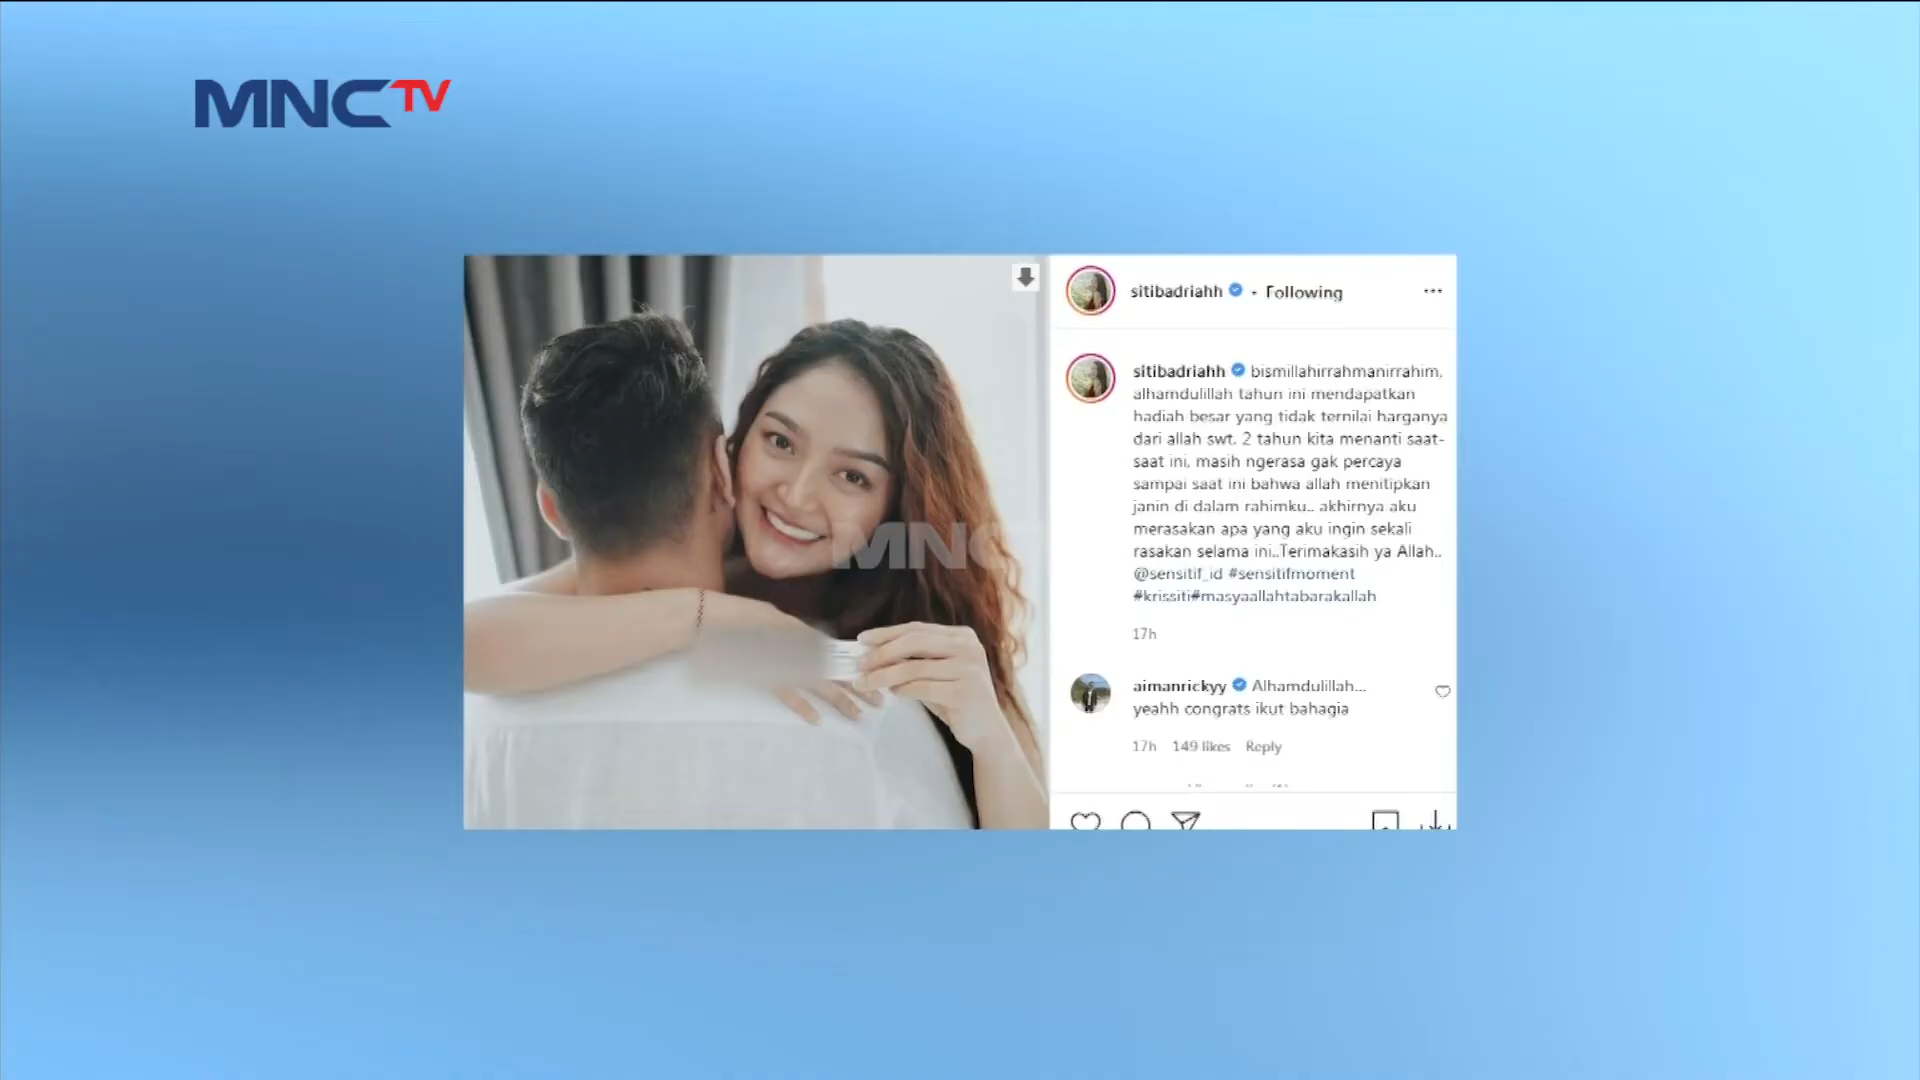 MNCTV
MNC
sitibadriahh • Following
sitibadriahh bismillahirrahmanirrahim,
alhamdulillah tahun ini mendapatkan
hadiah besar yang tidak ternilai harganya
dari allah swt. 2 tahun kita menanti saat-
saat ini, masih ngerasa gak percaya
sampai saat ini bahwa allah menitipkan
janin di dalam rahimku.. akhirnya aku
merasakan apa yang aku ingin sekali
rasakan selama ini..Terimakasih ya Allah..
@sensitif_id #sensitifmoment
#krissiti#masyaallahtabarakallah
17h
aimanrickyy Alhamdulillah...
yeahh congrats ikut bahagia
17h 149 likes Reply